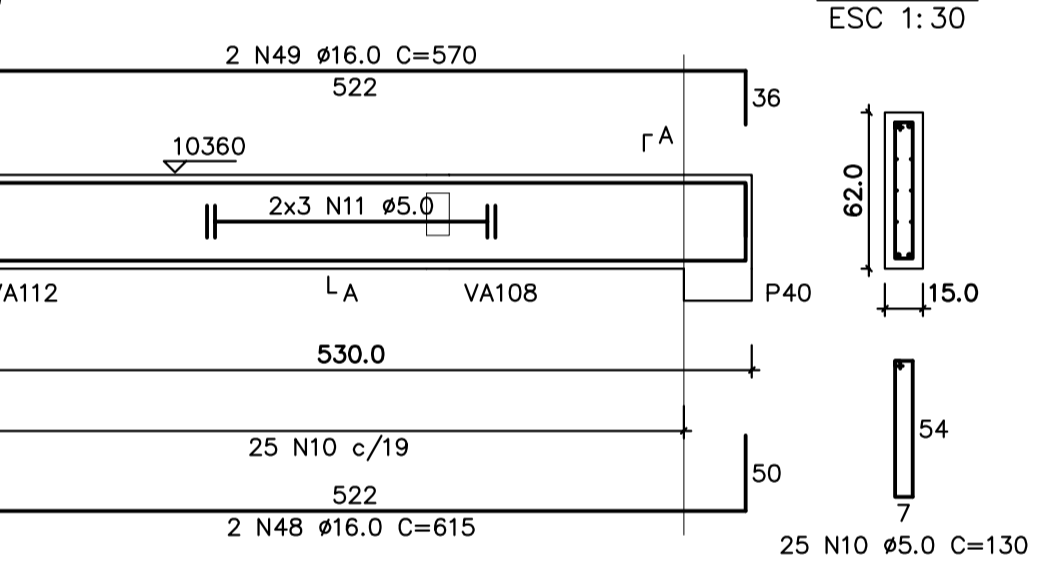 ESC 1:30
2 N49 ø16.0 C=570
522
36
A
10360
62.0
2x3 N11 ø5.0
VA112
A
VA108
P40
15.0
530.0
25 N10 c/19
54
522
50
2 N48 ø16.0 C=615
7
25 N10 ø5.0 C=130